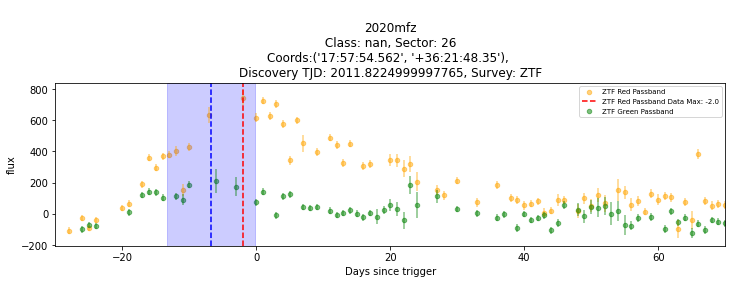 2020mfz
Class: nan, Sector: 26
Coords:('17:57:54.562', '+36:21:48.35'),
Discovery TJD: 2011.8224999997765, Survey: ZTF
800
600
400
200
0
−200
flux
ZTF Red Passband
ZTF Red Passband Data Max: -2.0
ZTF Green Passband
−20
0
20
40
60
Days since trigger